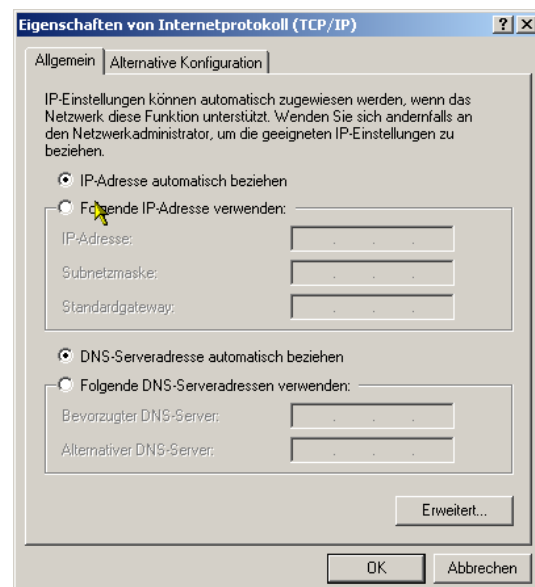 Eigenschaften von Internetprotokoll (TCP/IP)
Allgemein
Alternative Konfiguration
IP-Einstellungen können automatisch zugewiesen werden, wenn das
Netzwerk diese Funktion unterstützt. Wenden Sie sich andernfalls an
den Netzwerkadministrator, um die geeigneten IP-Einstellungen zu
beziehen.
IP-Adresse automatisch beziehen
Folgende IP-Adresse verwenden:
IP-Adresse:
Subnetzmaske:
Standardgateway:
DNS-Serveradresse automatisch beziehen
Folgende DNS-Serveradressen verwenden:
Bevorzugter DNS-Server:
Alternativer DNS-Server:
Erweitert...
OK
Abbrechen